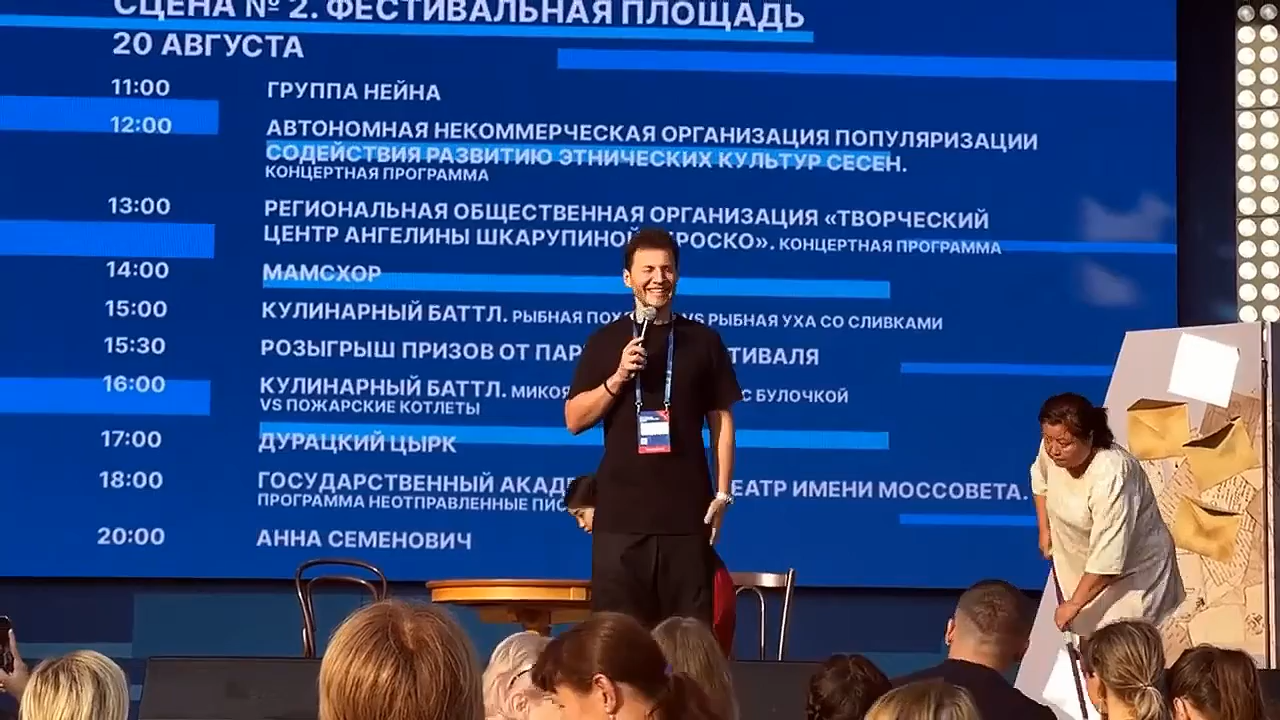 СЦЕНА № 2. ФЕСТИВАЛЬНАЯ ПЛОЩАДЬ
20 АВГУСТА
11:00 ГРУППА НЕЙНА
12:00 АВТОНОМНАЯ НЕКОММЕРЧЕСКАЯ ОРГАНИЗАЦИЯ ПОПУЛЯРИЗАЦИИ
СОДЕЙСТВИЯ РАЗВИТИЮ ЭТНИЧЕСКИХ КУЛЬТУР СЕСЕН.
КОНЦЕРТНАЯ ПРОГРАММА
13:00 РЕГИОНАЛЬНАЯ ОБЩЕСТВЕННАЯ ОРГАНИЗАЦИЯ «ТВОРЧЕСКИЙ
ЦЕНТР АНГЕЛИНЫ ШКАРУПИНОЙ КРОСКО». КОНЦЕРТНАЯ ПРОГРАММА
14:00 МАМСХОР
15:00 КУЛИНАРНЫЙ БАТТЛ. РЫБНАЯ VS РЫБНАЯ УХА СО СЛИВКАМИ
15:30 РОЗЫГРЫШ ПРИЗОВ ОТ
16:00 КУЛИНАРНЫЙ БАТТЛ. С БУЛОЧКОЙ
VS ПОЖАРСКИЕ КОТЛЕТЫ
17:00 ДУРАЦКИЙ ЦЫРК
18:00 ГОСУДАРСТВЕННЫЙ ИМЕНИ МОССОВЕТА.
ПРОГРАММА НЕОТПРАВЛЕННЫЕ
20:00 АННА СЕМЕНОВИЧ